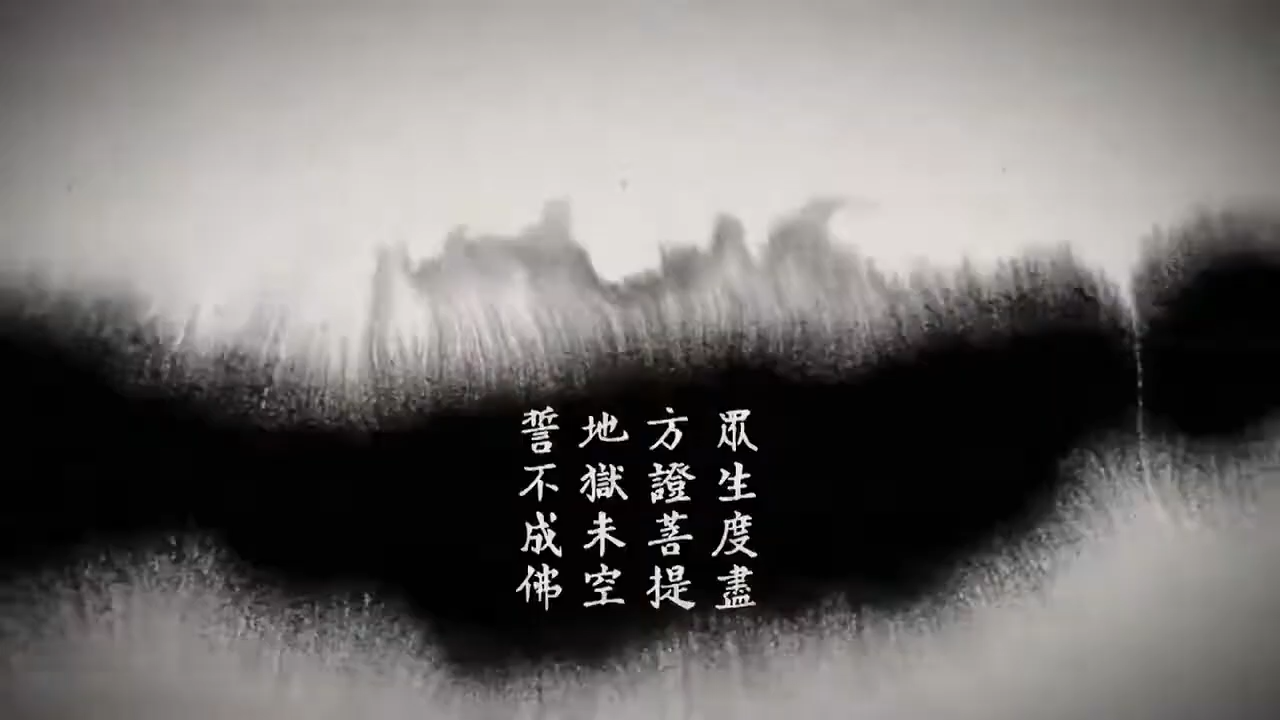 眾生度盡
方證菩提
地獄未空
誓不成佛